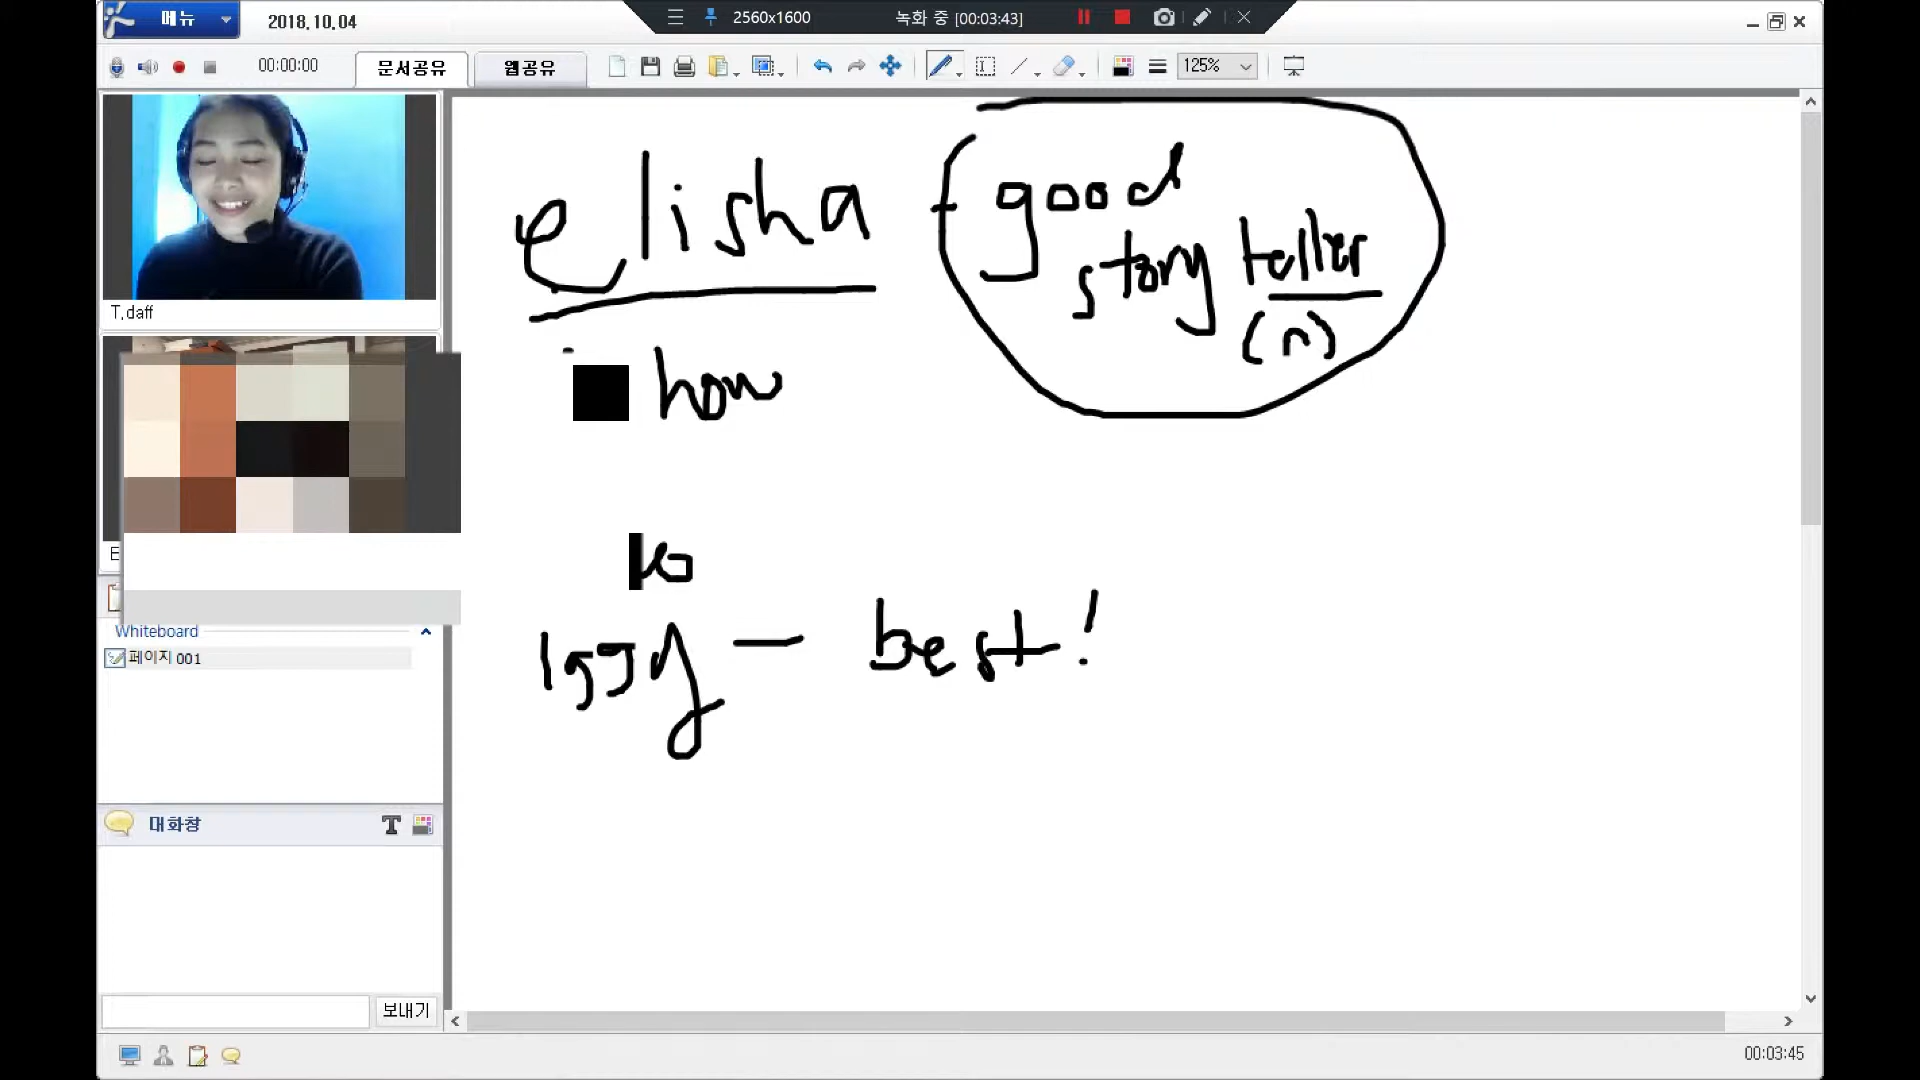 메뉴 2018.10.04
2560x1600 녹화 중 [00:03:43]
00:00:00 문서공유 웹공유 125%
T.daff
E
Whiteboard
페이지 001
대화창
보내기
elisha - good
story teller
(n)
how
to
iggy - best!
00:03:45